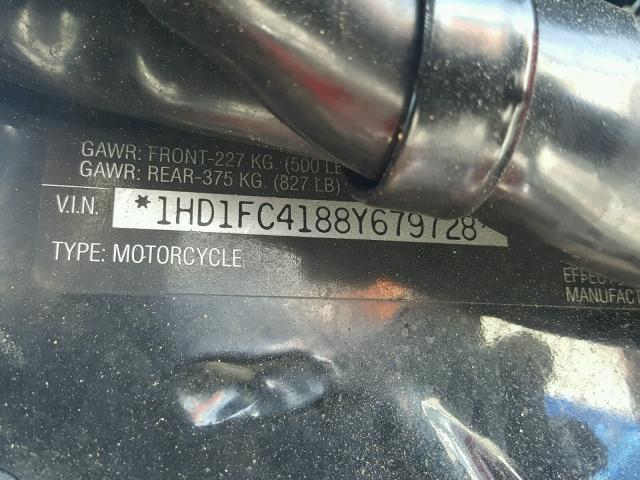 GAWR: FRONT-227 KG. (500 LB
GAWR: REAR-375 KG. (827 LB)
V.I.N. *1HD1FC4188Y679728*
TYPE: MOTORCYCLE
MANUFACT